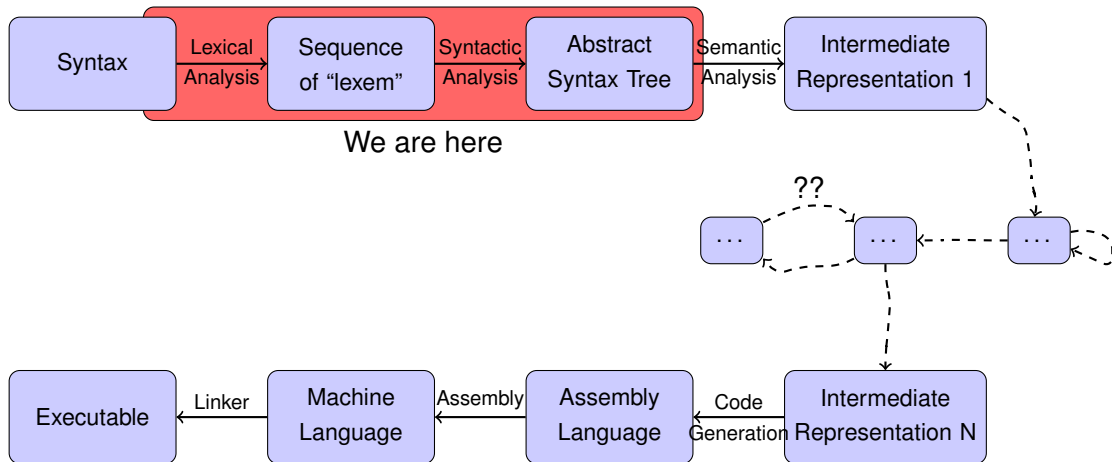 Syntax
Lexical
Analysis
Sequence
of “lexem”
Syntactic
Analysis
Abstract
Syntax Tree
Semantic
Analysis
Intermediate
Representation 1
We are here
??
...
...
...
Executable
Linker
Machine
Language
Assembly
Assembly
Language
Code
Generation
Intermediate
Representation N